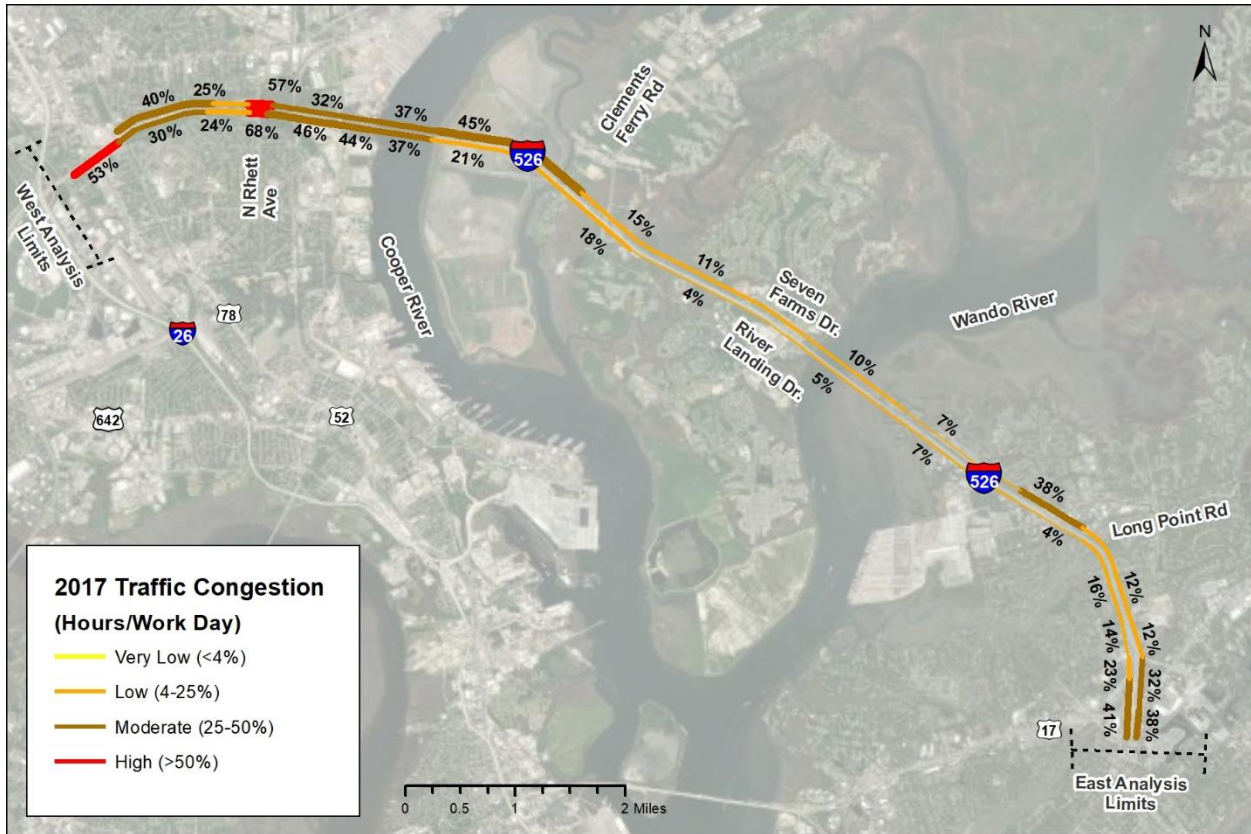 N
40%
25%
57%
32%
37%
45%
30%
24%
68%
46%
44%
37%
21%
53%
West Analysis
Limits
N Rhett
Ave
Cooper River
Clements
Ferry Rd
526
15%
18%
11%
4%
Seven
Farms Dr.
River
Landing Dr.
Wando River
10%
5%
7%
7%
526
38%
4%
Long Point Rd
12%
16%
12%
14%
32%
23%
38%
41%
17
East Analysis
Limits
26
78
642
52
2017 Traffic Congestion
(Hours/Work Day)
Very Low (<4%)
Low (4-25%)
Moderate (25-50%)
High (>50%)
0 0.5 1 2 Miles